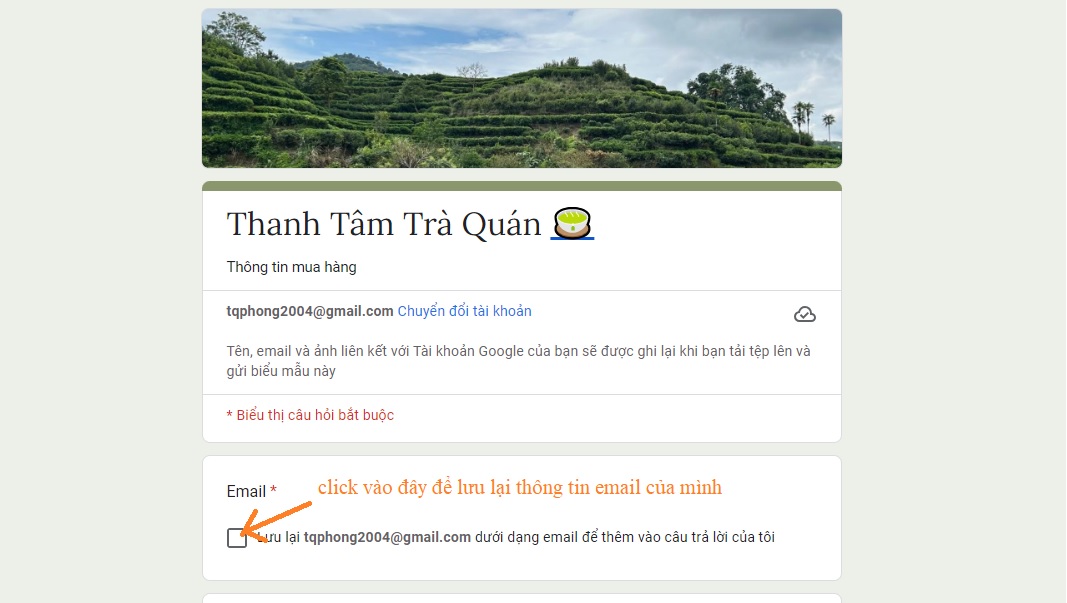 Thanh Tâm Trà Quán
Thông tin mua hàng
tqphong2004@gmail.com Chuyển đổi tài khoản
Tên, email và ảnh liên kết với Tài khoản Google của bạn sẽ được ghi lại khi bạn tải tệp lên và
gửi biểu mẫu này
* Biểu thị câu hỏi bắt buộc
Email *
click vào đây để lưu lại thông tin email của mình
Lưu lại tqphong2004@gmail.com dưới dạng email để thêm vào câu trả lời của tôi